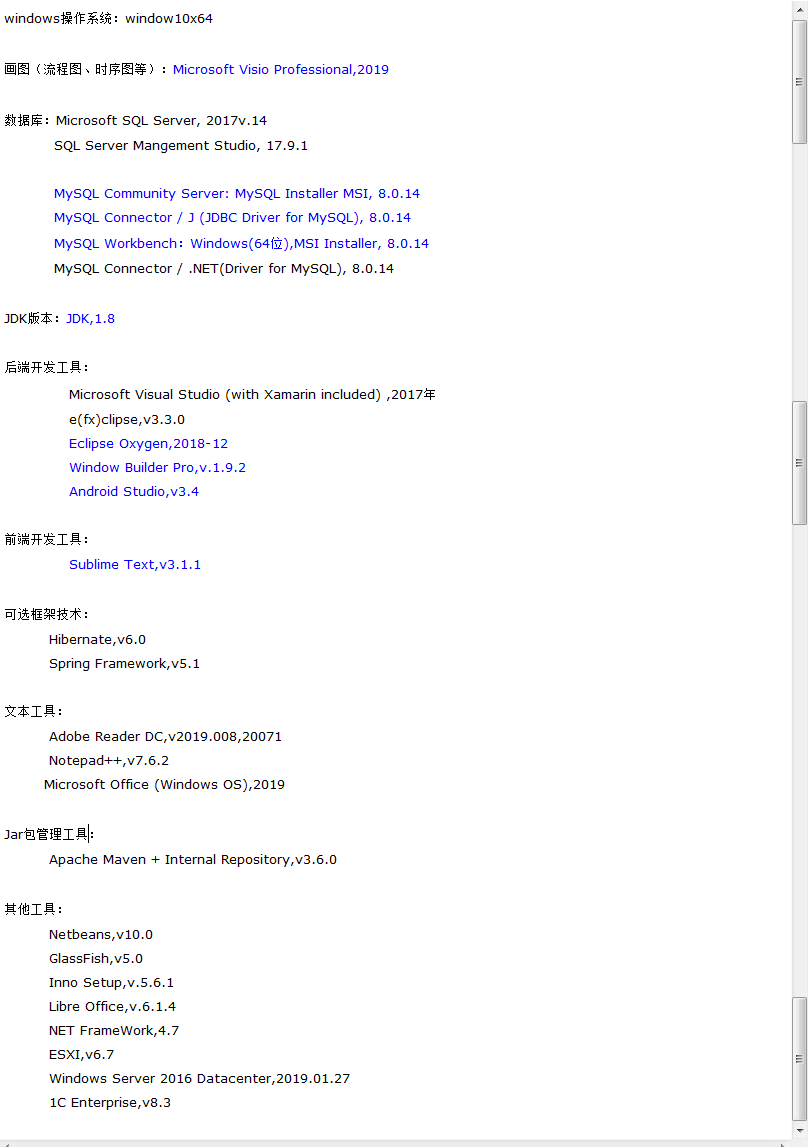 windows操作系统：window10x64
画图（流程图、时序图等）：Microsoft Visio Professional,2019
数据库：Microsoft SQL Server, 2017v.14
SQL Server Mangement Studio, 17.9.1
MySQL Community Server: MySQL Installer MSI, 8.0.14
MySQL Connector / J (JDBC Driver for MySQL), 8.0.14
MySQL Workbench：Windows(64位),MSI Installer, 8.0.14
MySQL Connector / .NET(Driver for MySQL), 8.0.14
JDK版本：JDK,1.8
后端开发工具：
Microsoft Visual Studio (with Xamarin included) ,2017年
e(fx)clipse,v3.3.0
Eclipse Oxygen,2018-12
Window Builder Pro,v.1.9.2
Android Studio,v3.4
前端开发工具：
Sublime Text,v3.1.1
可选框架技术：
Hibernate,v6.0
Spring Framework,v5.1
文本工具：
Adobe Reader DC,v2019.008,20071
Notepad++,v7.6.2
Microsoft Office (Windows OS),2019
Jar包管理工具：
Apache Maven + Internal Repository,v3.6.0
其他工具：
Netbeans,v10.0
GlassFish,v5.0
Inno Setup,v.5.6.1
Libre Office,v.6.1.4
NET FrameWork,4.7
ESXI,v6.7
Windows Server 2016 Datacenter,2019.01.27
1C Enterprise,v8.3